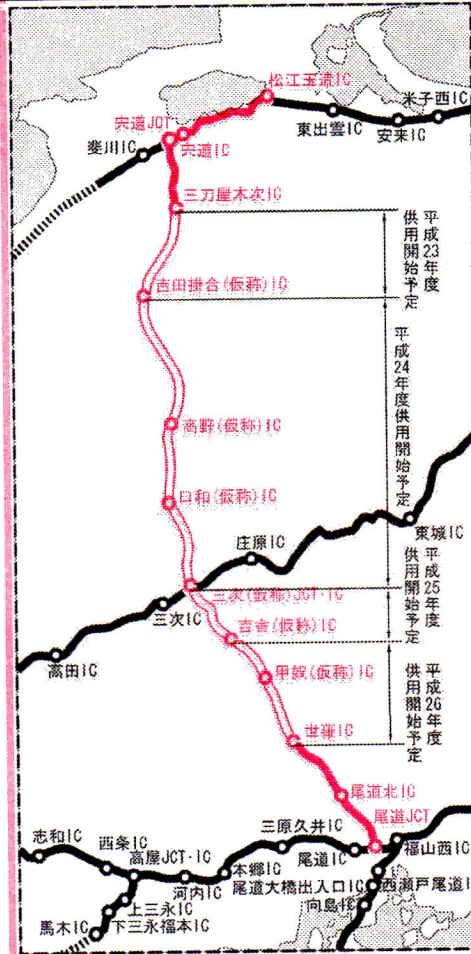 松江玉造IC
米子西IC
宍道JCT
東出雲IC
安来IC
斐川IC
宍道IC
三刀屋木次IC
平成23年度
供用開始予定
吉田掛合(仮称)IC
平成24年度供用開始予定
高野(仮称)IC
口和(仮称)IC
東城IC
庄原IC
平成25年度
供用開始予定
三次(仮称)JCT・IC
三次IC
吉舎(仮称)IC
高田IC
甲奴(仮称)IC
平成26年度
供用開始予定
世羅IC
尾道北IC
尾道JCT
三原久井IC
志和IC
西条IC
尾道IC
福山西IC
高屋JCT・IC
本郷IC
河内IC
尾道大橋出入口IC
西瀬戸尾道I
上三永IC
向島IC
馬木IC
下三永福本IC